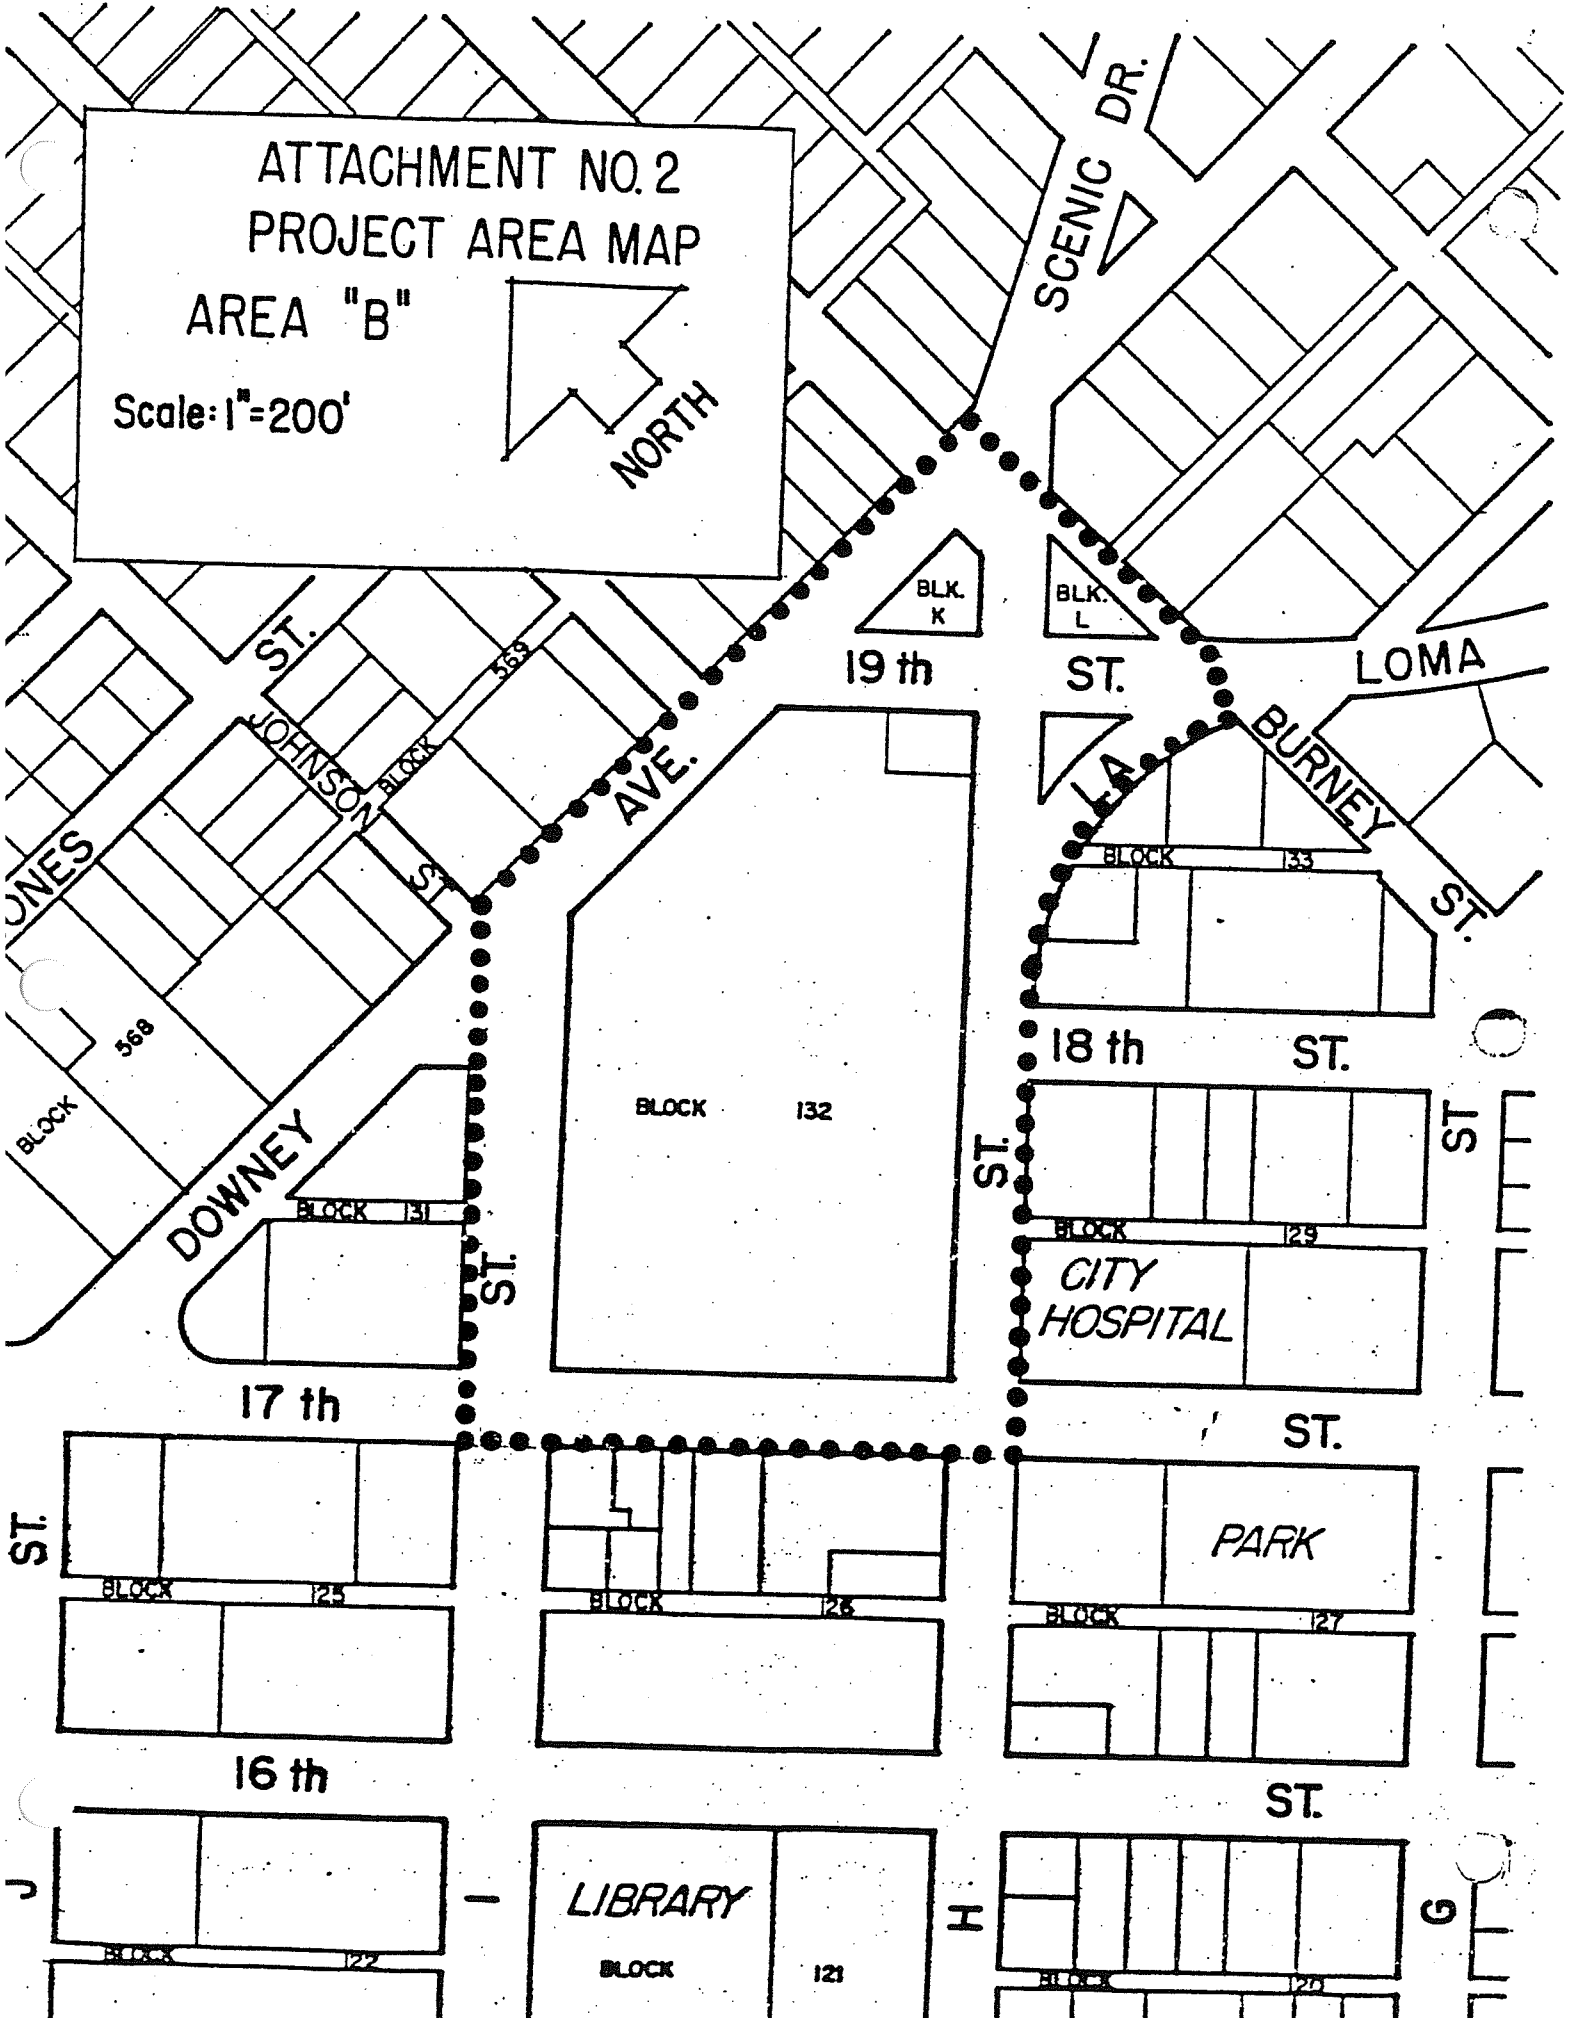 ATTACHMENT NO. 2
PROJECT AREA MAP
AREA "B"
Scale: 1"=200'
NORTH
SCENIC DR.
BLK.
K
BLK.
L
19 th ST.
LOMA
ST.
569
BLOCK
JOHNSON
ST
AVE.
LA
BURNEY
ST.
BLOCK 133
ONES
568
BLOCK
18 th ST.
BLOCK 132
DOWNEY
ST.
ST
BLOCK 131
BLOCK 129
ST.
CITY
HOSPITAL
17 th ST.
ST.
PARK
BLOCK 125
BLOCK 126
BLOCK 127
16 th ST.
J
I
LIBRARY
H
G
BLOCK 122
BLOCK 121
BLOCK 120